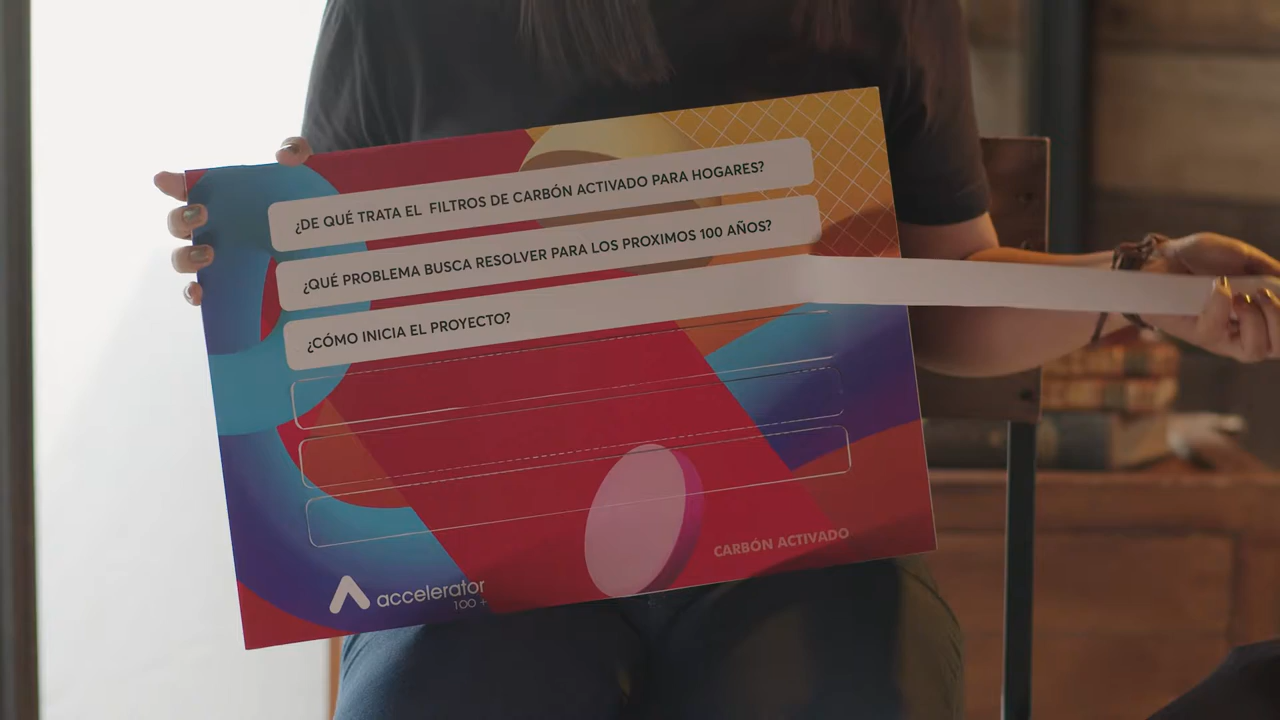 ¿DE QUÉ TRATA EL FILTROS DE CARBÓN ACTIVADO PARA HOGARES?
¿QUÉ PROBLEMA BUSCA RESOLVER PARA LOS PROXIMOS 100 AÑOS?
¿CÓMO INICIA EL PROYECTO?
CARBÓN ACTIVADO
accelerator
100 +